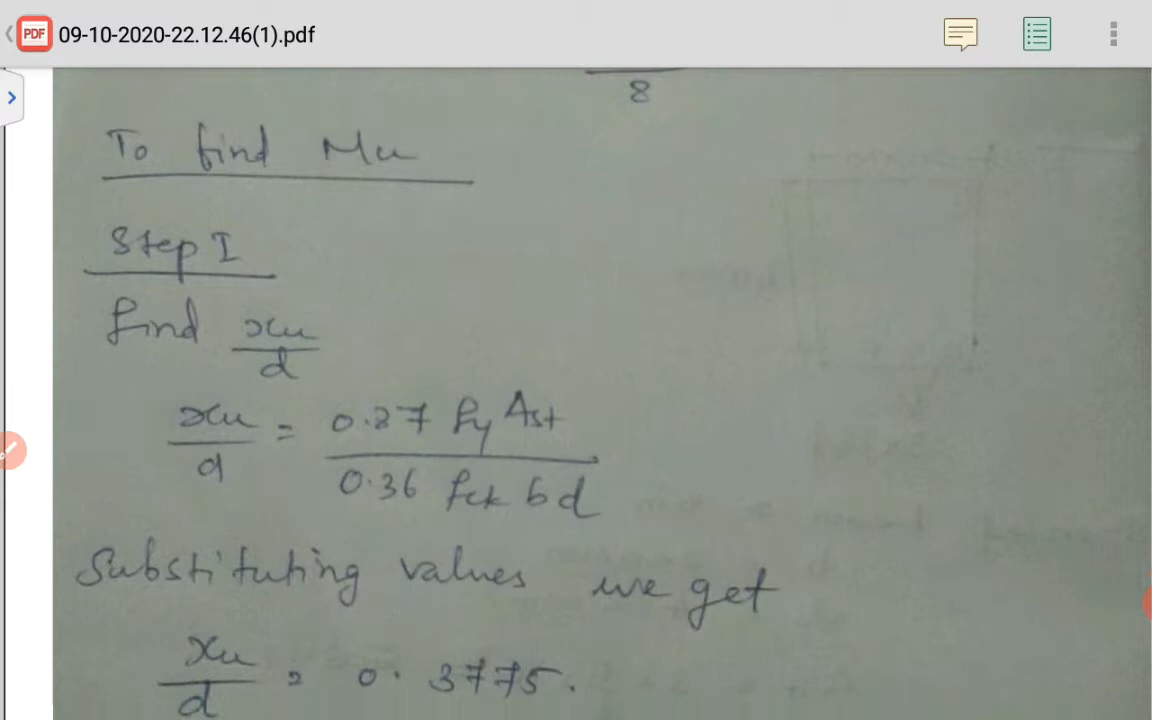 PDF 09-10-2020-22.12.46(1).pdf
8
To find Mu
Step I
find xu/d
xu/d = 0.87 fy Ast / 0.36 fck b d
Substituting values we get
xu/d = 0.3775.